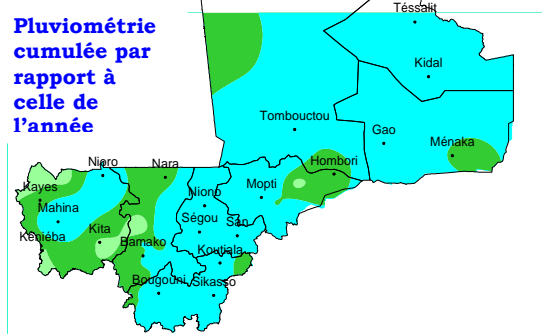 Pluviométrie
cumulée par
rapport à
celle de
l'année
Téssalit
Kidal
Tombouctou
Gao
Ménaka
Hombori
Nioro
Nara
Kayes
Niono
Mopti
Mahina
Ségou
San
Kéniéba
Kita
Bamako
Koutiala
Bougouni
Sikasso